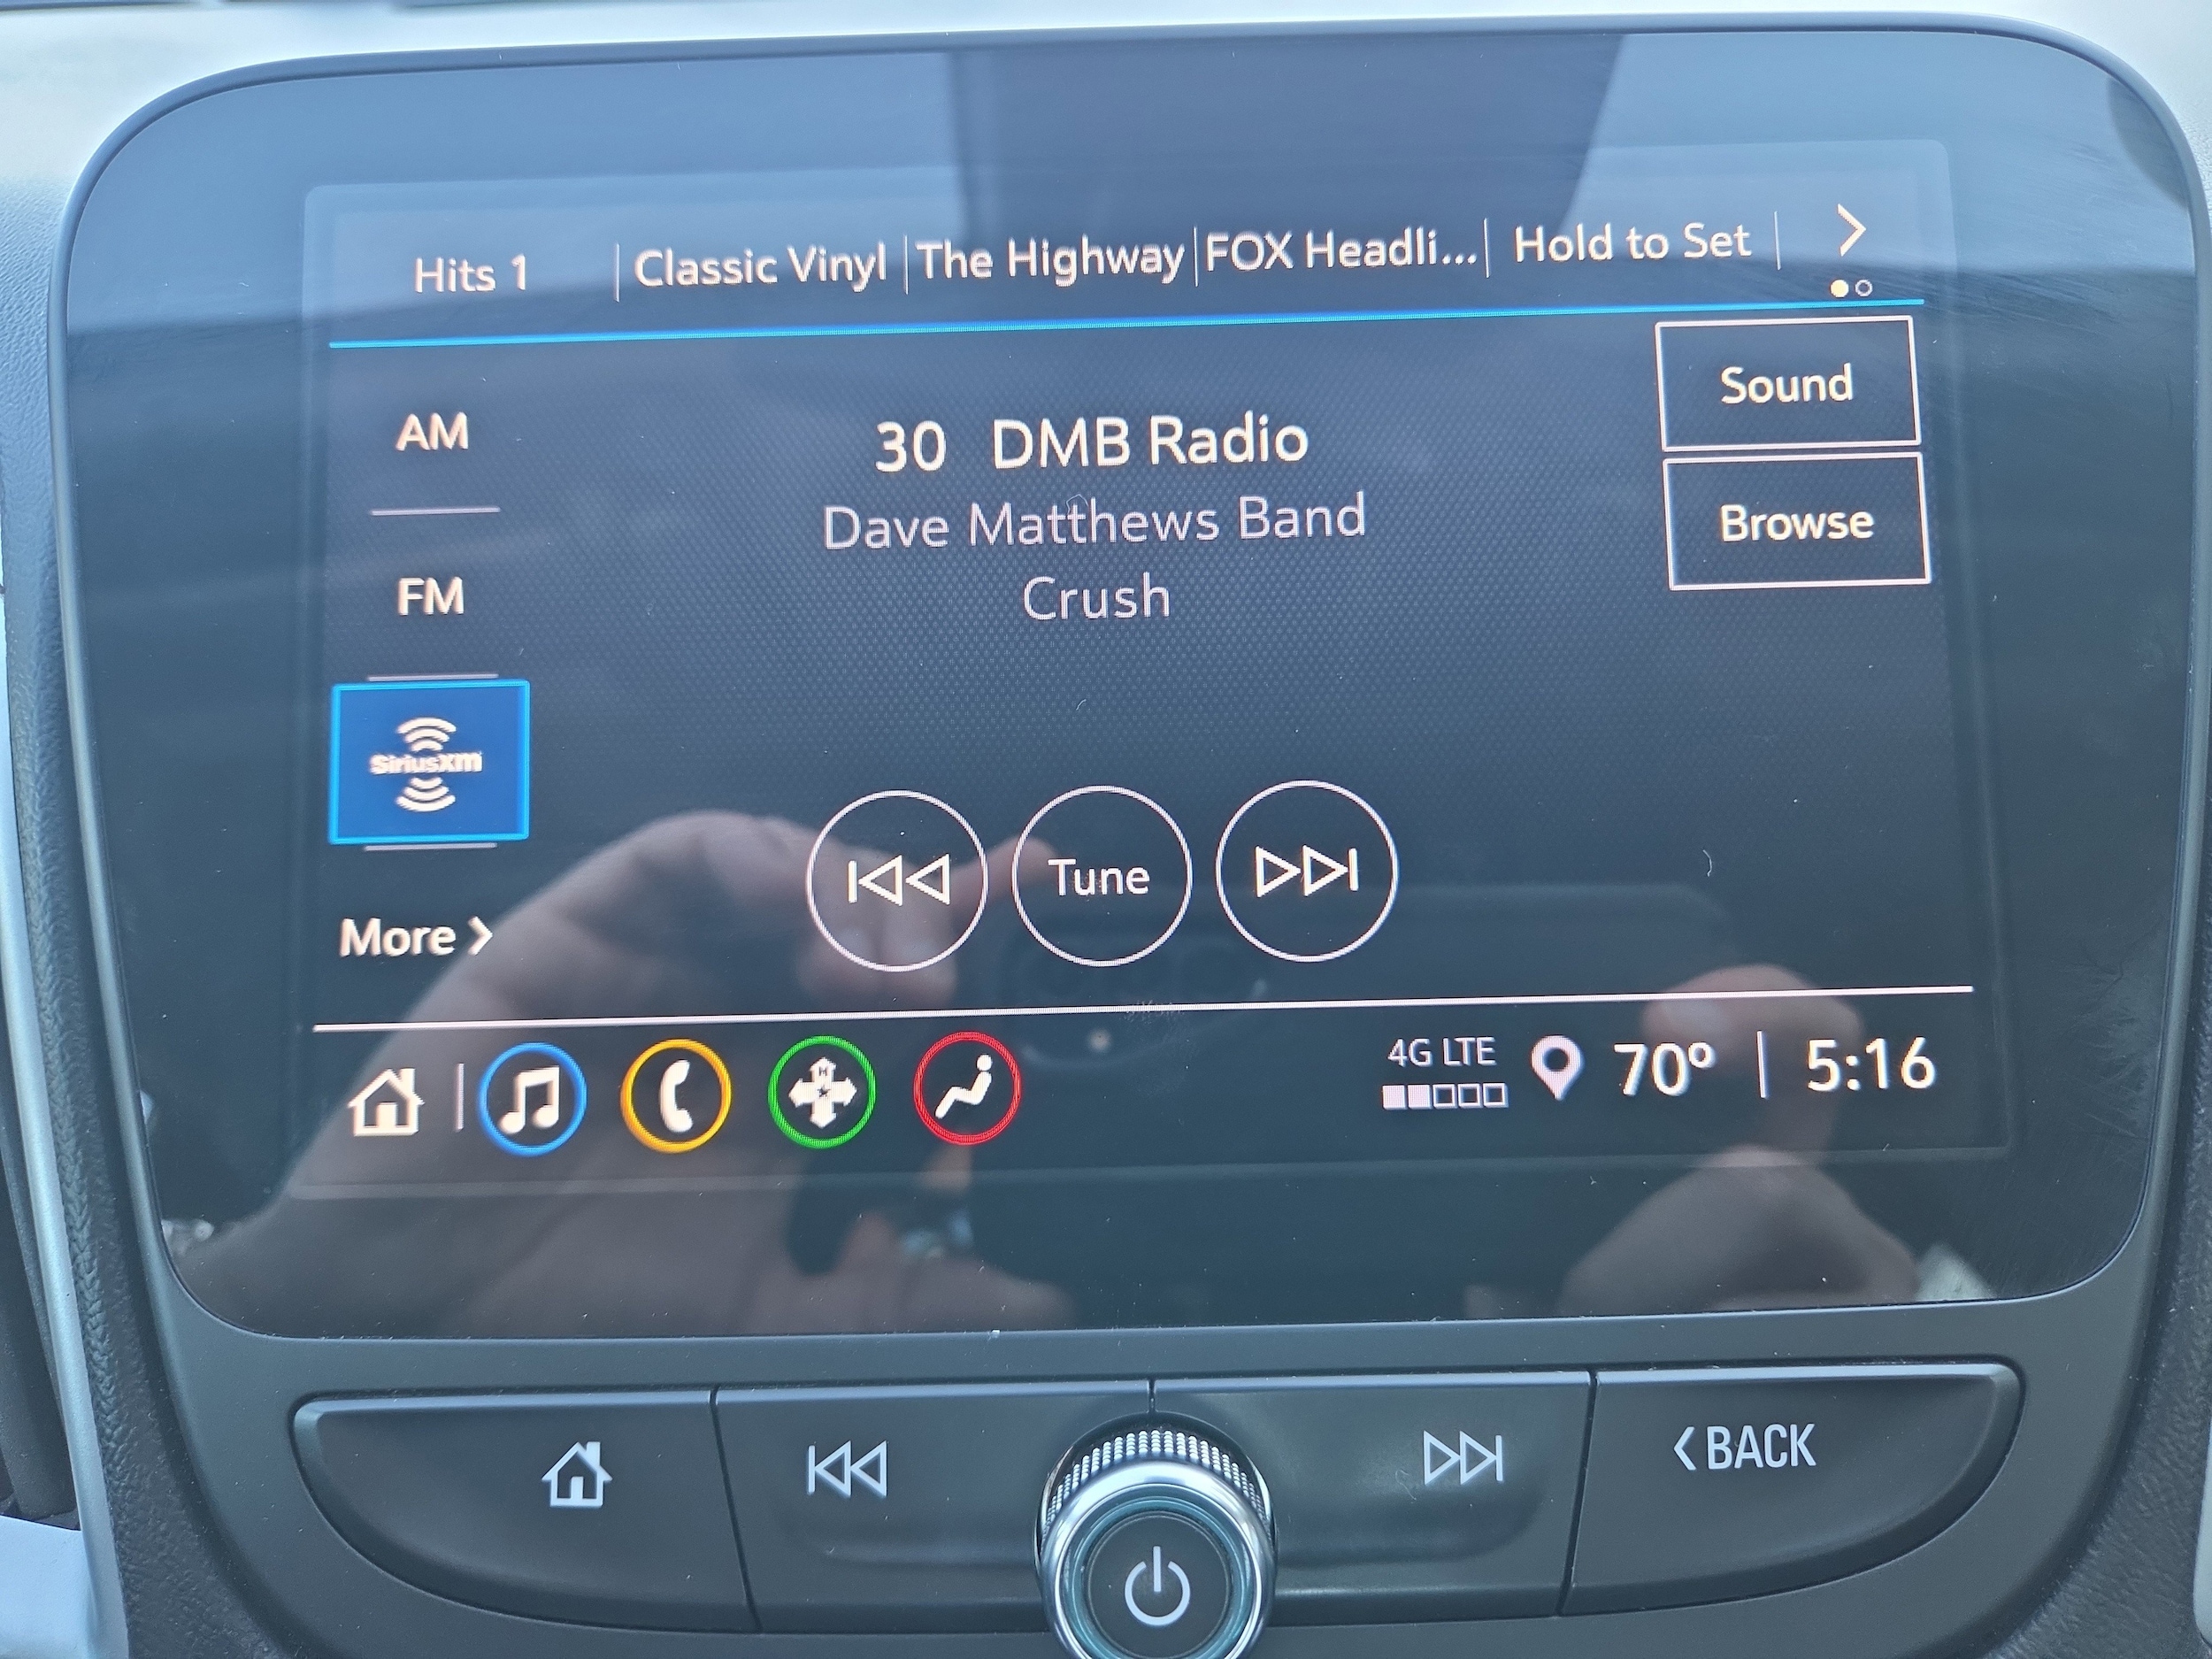 Hits 1
Classic Vinyl
The Highway
FOX Headli...
Hold to Set
AM
FM
SiriusXM
More
30 DMB Radio
Dave Matthews Band
Crush
Sound
Browse
Tune
4G LTE
70º
5:16
BACK